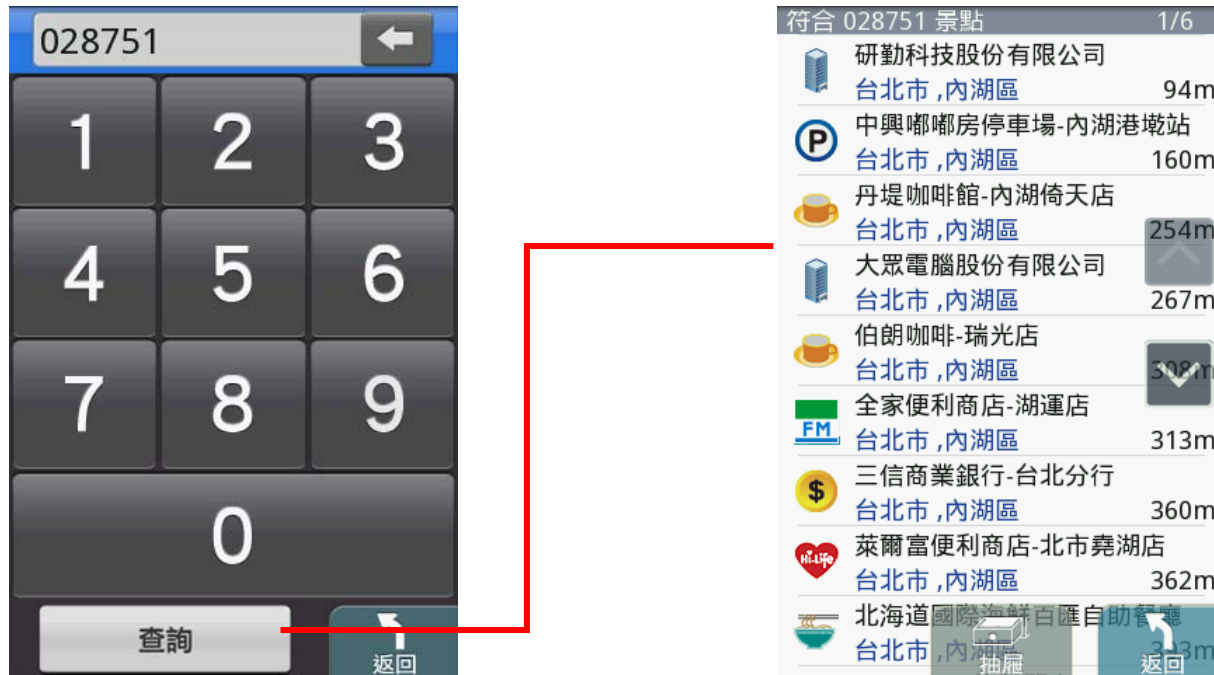 028751
1 2 3
4 5 6
7 8 9
0
查詢
返回
符合 028751 景點 1/6
研勤科技股份有限公司
台北市 ,內湖區 94m
P
中興嘟嘟房停車場-內湖港墘站
台北市 ,內湖區 160m
丹堤咖啡館-內湖倚天店
台北市 ,內湖區 254m
大眾電腦股份有限公司
台北市 ,內湖區 267m
伯朗咖啡-瑞光店
台北市 ,內湖區 308m
全家便利商店-湖運店
FM
台北市 ,內湖區 313m
三信商業銀行-台北分行
$
台北市 ,內湖區 360m
萊爾富便利商店-北市堯湖店
Hi-Life
台北市 ,內湖區 362m
北海道國際海鮮百匯自助餐廳
台北市 ,內湖區
抽屜
返回